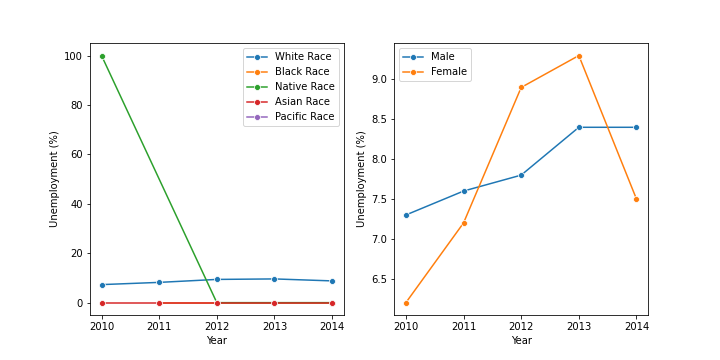 100
80
60
40
20
0
Unemployment (%)
2010 2011 2012 2013 2014
Year
White Race
Black Race
Native Race
Asian Race
Pacific Race
9.0
8.5
8.0
7.5
7.0
6.5
Unemployment (%)
2010 2011 2012 2013 2014
Year
Male
Female